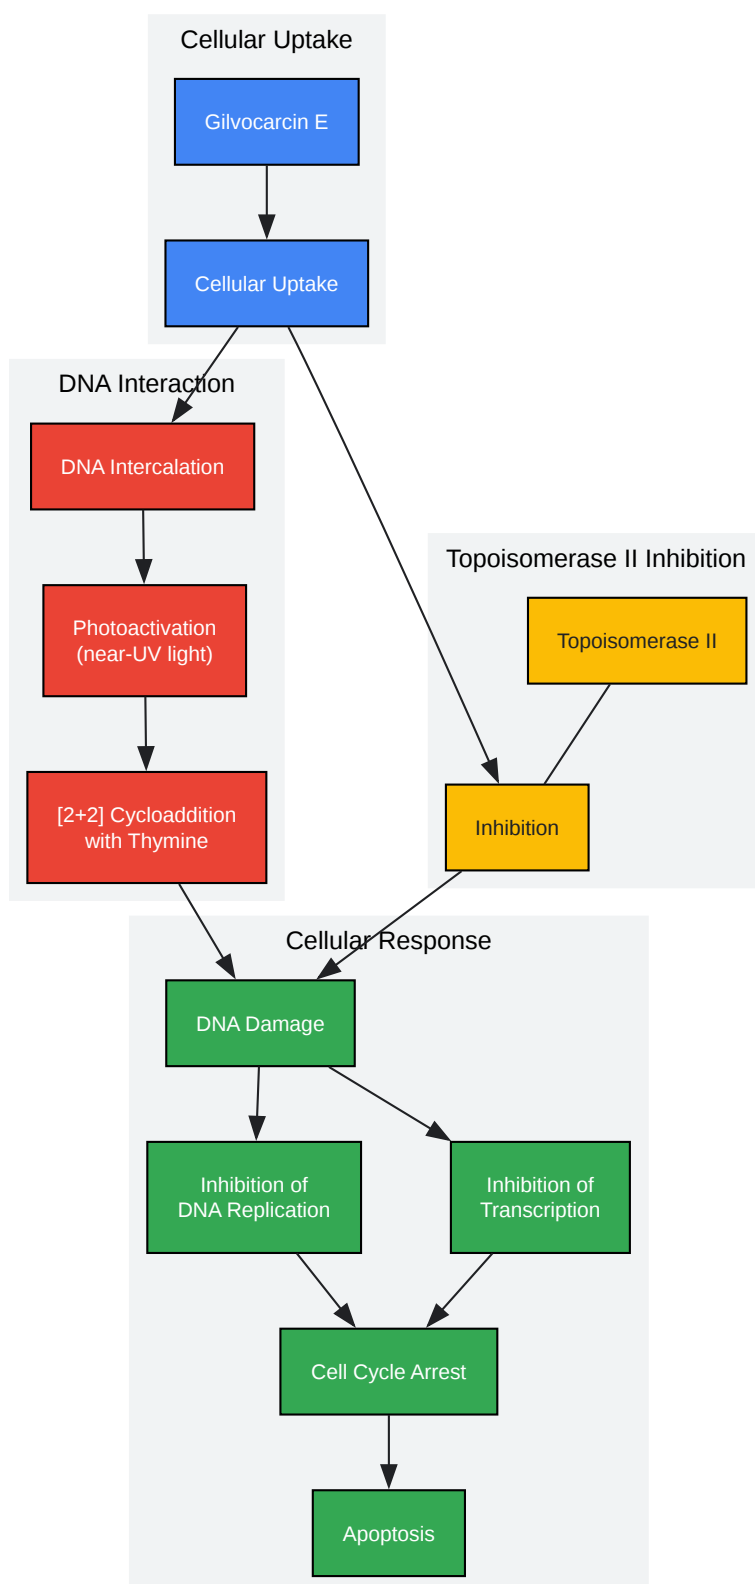 Cellular Uptake
Gilvocarcin E
Cellular Uptake
DNA Interaction
DNA Intercalation
Photoactivation
(near-UV light)
[2+2] Cycloaddition
with Thymine
Topoisomerase II Inhibition
Topoisomerase II
Inhibition
Cellular Response
DNA Damage
Inhibition of
DNA Replication
Inhibition of
Transcription
Cell Cycle Arrest
Apoptosis